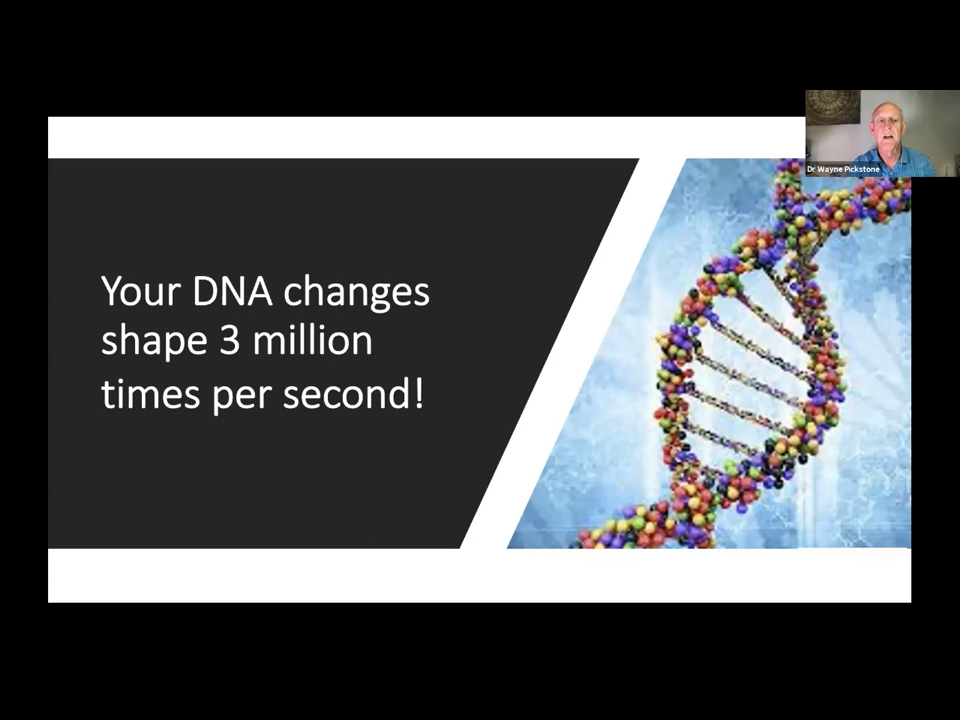 Your DNA changes
shape 3 million
times per second!
Dr Wayne Pickstone